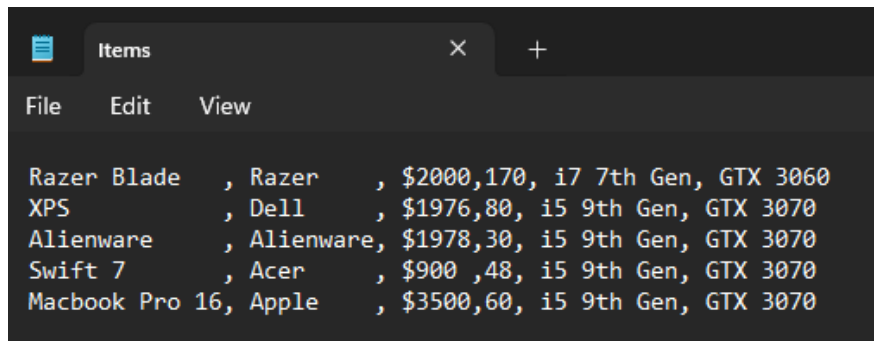 Items
File Edit View
Razer Blade   , Razer    , $2000,170, i7 7th Gen, GTX 3060
XPS           , Dell     , $1976,80, i5 9th Gen, GTX 3070
Alienware     , Alienware, $1978,30, i5 9th Gen, GTX 3070
Swift 7       , Acer     , $900 ,48, i5 9th Gen, GTX 3070
Macbook Pro 16, Apple    , $3500,60, i5 9th Gen, GTX 3070